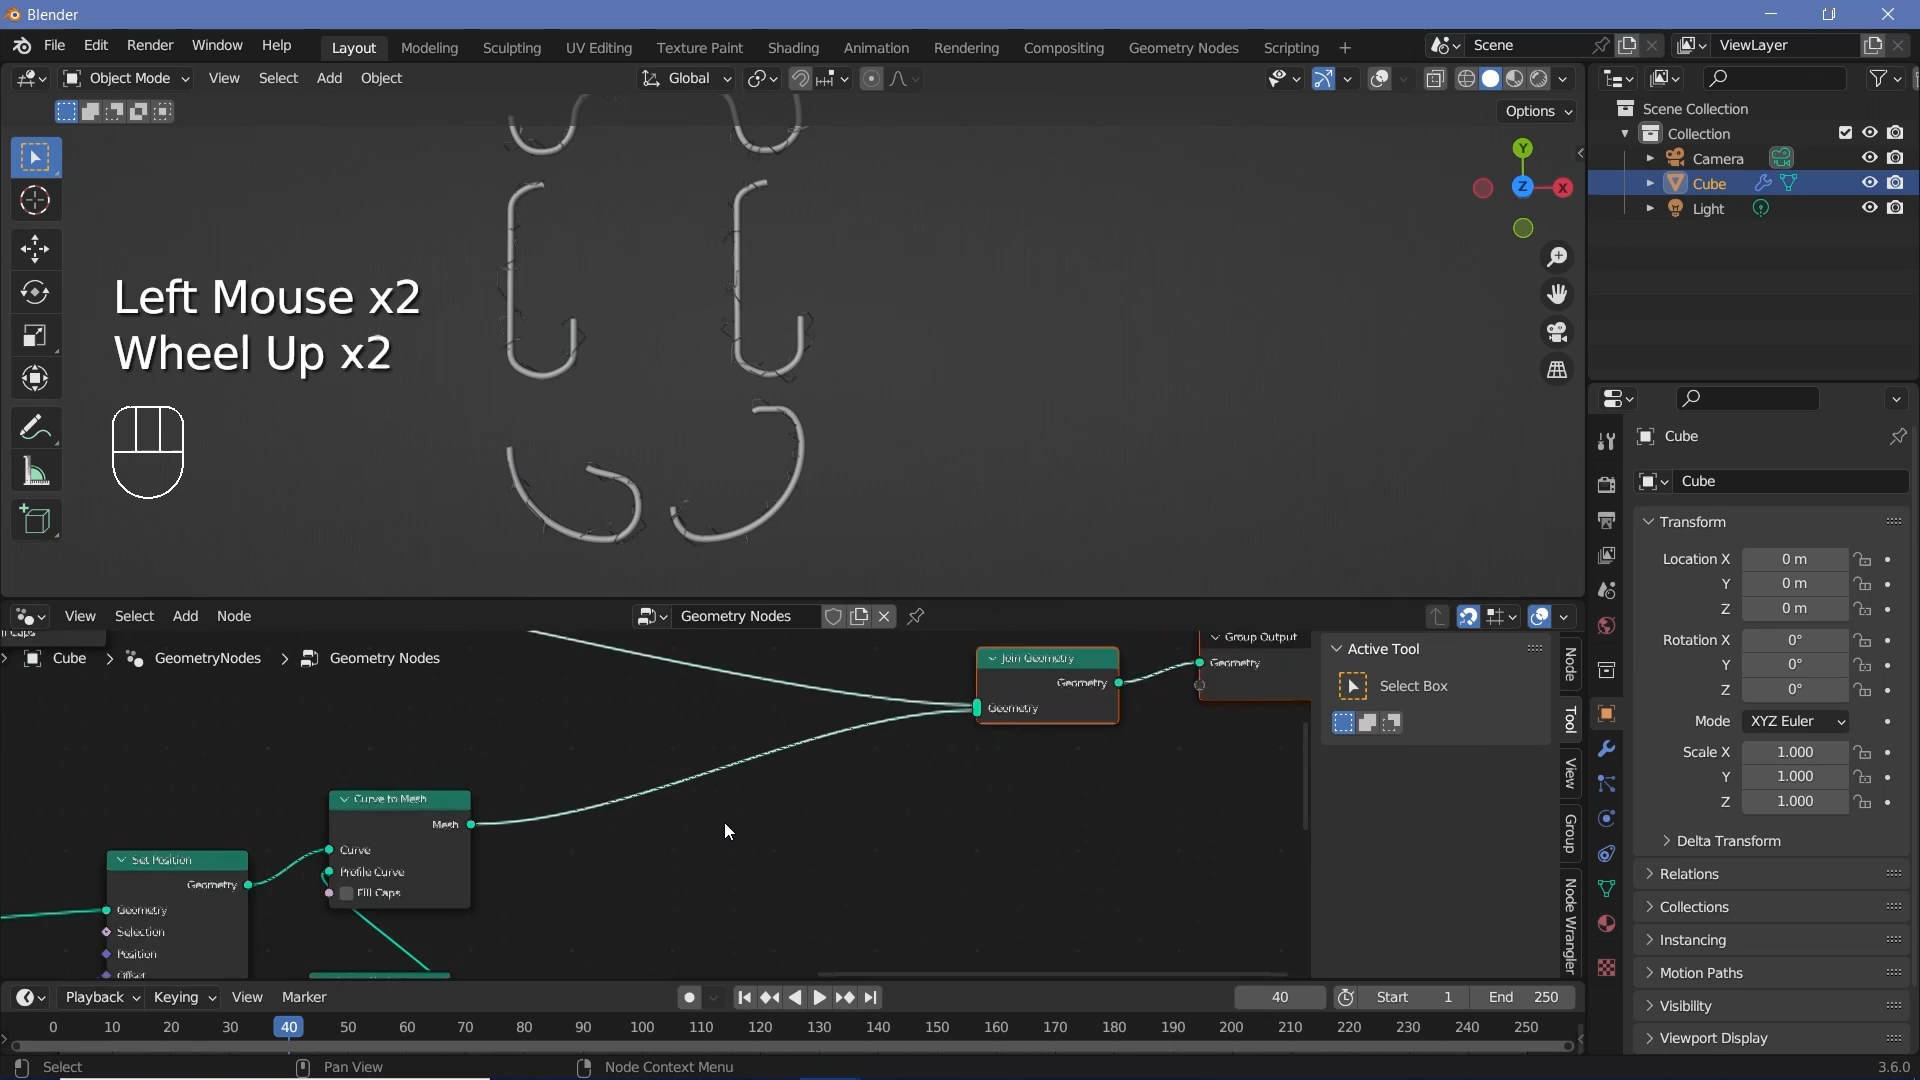 Blender
File Edit Render Window Help
Layout Modeling Sculpting UV Editing Texture Paint Shading Animation Rendering Compositing Geometry Nodes Scripting +
Scene
ViewLayer
Object Mode View Select Add Object
Global
Options
Y
Z
X
Left Mouse x2
Wheel Up x2
Scene Collection
Collection
Camera
Cube
Light
Cube
Cube
Transform
Location X 0 m
Y 0 m
Z 0 m
Rotation X 0°
Y 0°
Z 0°
Mode XYZ Euler
Scale X 1.000
Y 1.000
Z 1.000
Delta Transform
Relations
Collections
Instancing
Motion Paths
Visibility
Viewport Display
View Select Add Node
Geometry Nodes
Cube > GeometryNodes > Geometry Nodes
Join Geometry
Geometry
Geometry
Group Output
Geometry
Curve to Mesh
Mesh
Curve
Profile Curve
Fill Caps
Set Position
Geometry
Geometry
Selection
Position
Offset
Active Tool
Select Box
Node
Tool
View
Group
Node Wrangler
Playback Keying View Marker
40
Start 1
End 250
0 10 20 30 40 50 60 70 80 90 100 110 120 130 140 150 160 170 180 190 200 210 220 230 240 250
Select
Pan View
Node Context Menu
3.6.0